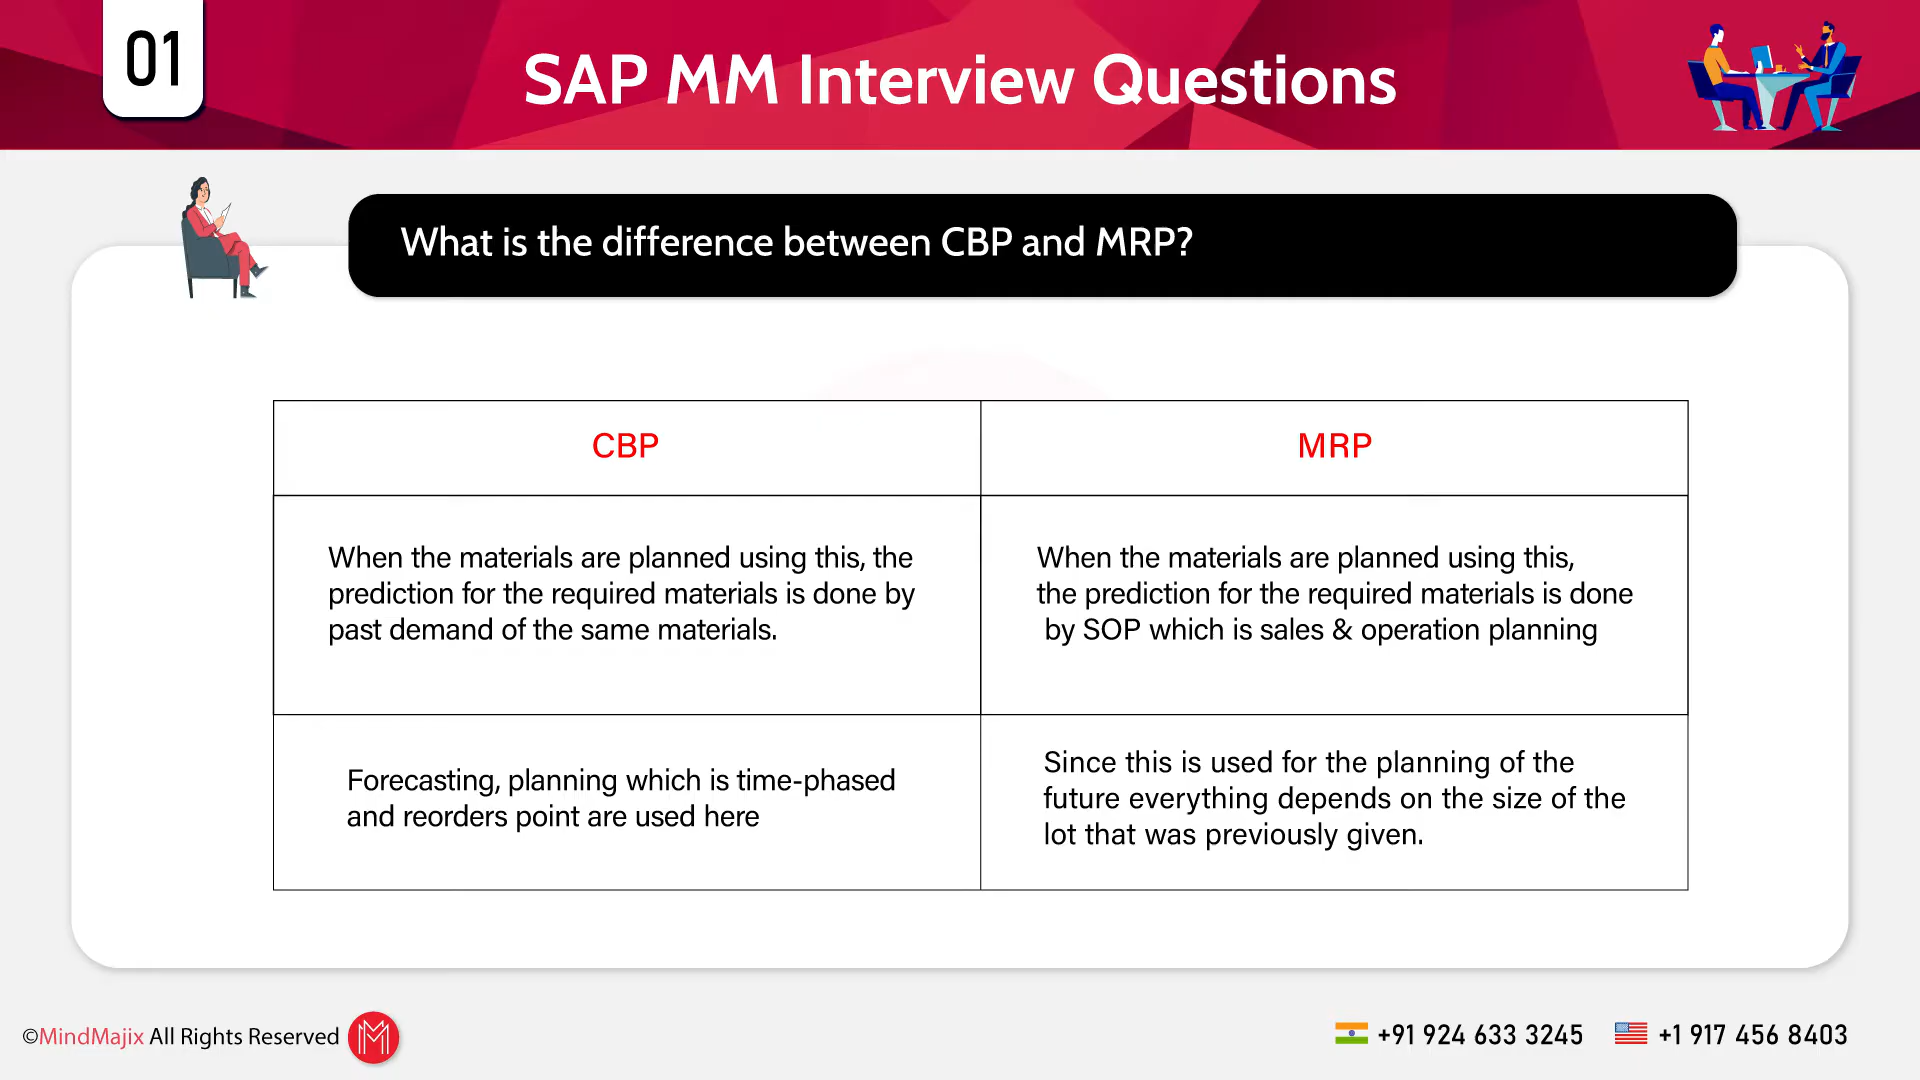 01
SAP MM Interview Questions
What is the difference between CBP and MRP?
CBP
MRP
When the materials are planned using this, the
prediction for the required materials is done by
past demand of the same materials.
When the materials are planned using this,
the prediction for the required materials is done
by SOP which is sales & operation planning
Forecasting, planning which is time-phased
and reorders point are used here
Since this is used for the planning of the
future everything depends on the size of the
lot that was previously given.
©MindMajix All Rights Reserved
+91 924 633 3245
+1 917 456 8403